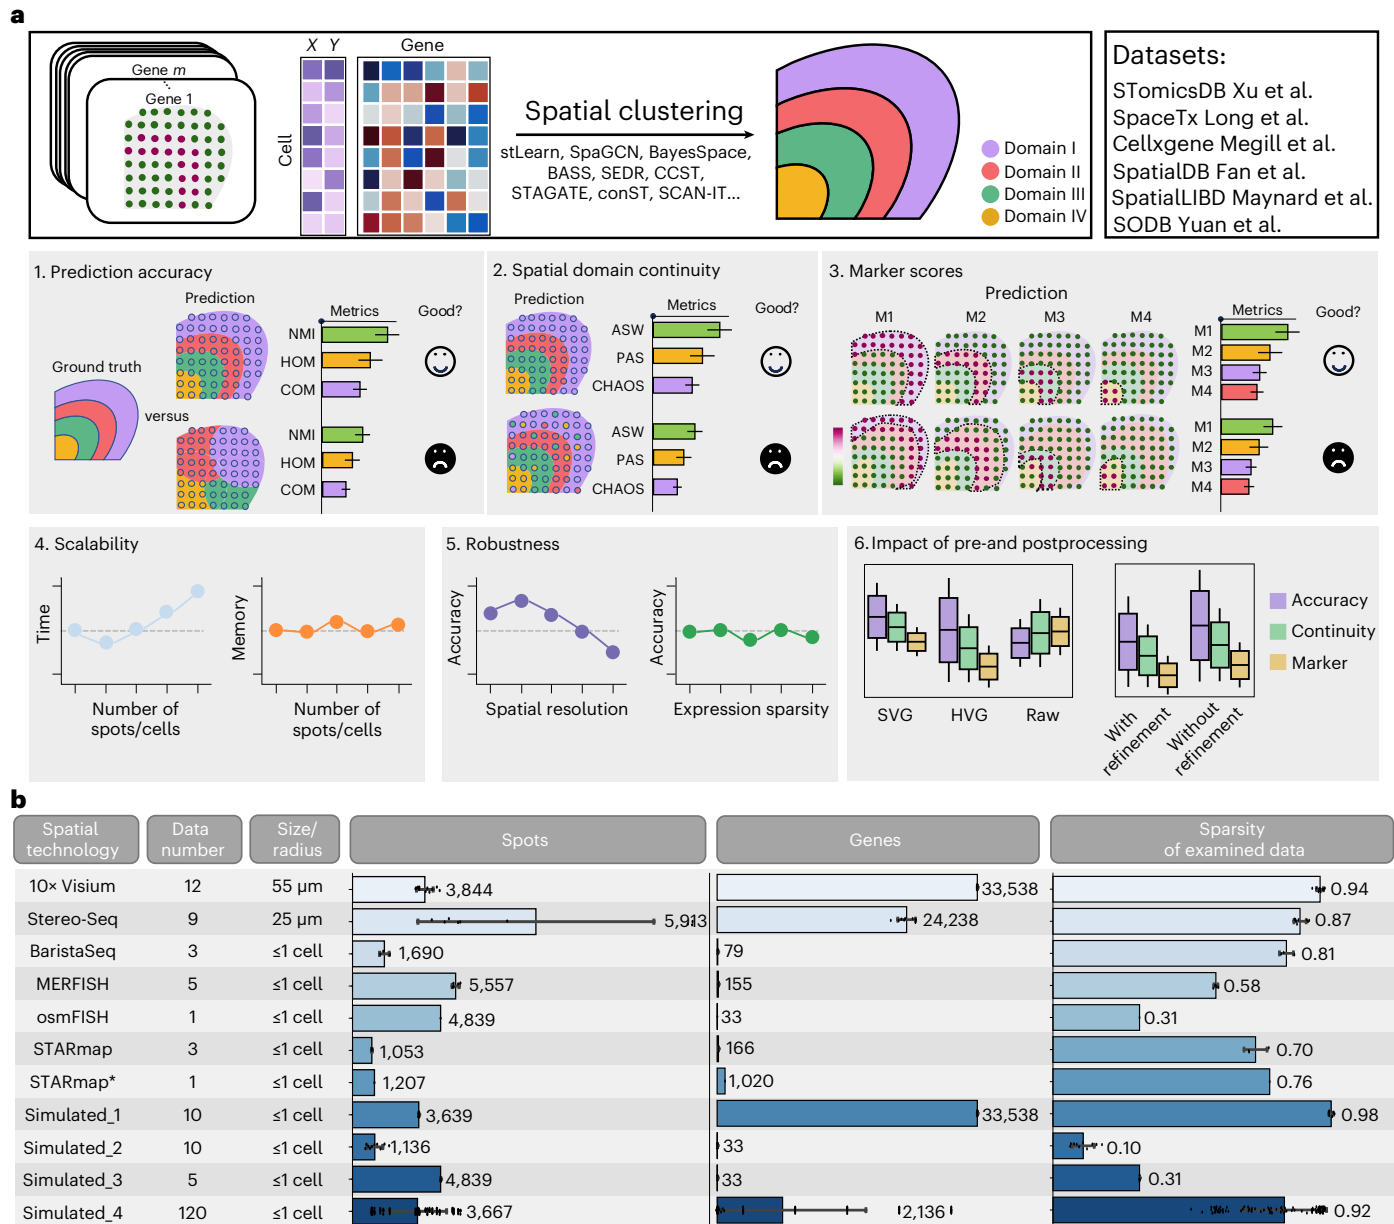 a
Gene m
Gene 1
X Y
Gene
Cell
Spatial clustering
stLearn, SpaGCN, BayesSpace,
BASS, SEDR, CCST,
STAGATE, conST, SCAN-IT...
Domain I
Domain II
Domain III
Domain IV
Datasets:
STomicsDB Xu et al.
SpaceTx Long et al.
Cellxgene Megill et al.
SpatialDB Fan et al.
SpatialLIBD Maynard et al.
SODB Yuan et al.
1. Prediction accuracy
Prediction
Metrics
Good?
Ground truth
versus
NMI
HOM
COM
NMI
HOM
COM
2. Spatial domain continuity
Prediction
Metrics
Good?
ASW
PAS
CHAOS
ASW
PAS
CHAOS
3. Marker scores
Prediction
M1 M2 M3 M4
Metrics
Good?
M1
M2
M3
M4
M1
M2
M3
M4
4. Scalability
Time
Number of
spots/cells
Memory
Number of
spots/cells
5. Robustness
Accuracy
Spatial resolution
Accuracy
Expression sparsity
6. Impact of pre-and postprocessing
SVG HVG Raw
With
refinement
Without
refinement
Accuracy
Continuity
Marker
b
Spatial
technology
Data
number
Size/
radius
Spots
Genes
Sparsity
of examined data
10× Visium 12 55 µm 3,844 33,538 0.94
Stereo-Seq 9 25 µm 5,913 24,238 0.87
BaristaSeq 3 ≤1 cell 1,690 79 0.81
MERFISH 5 ≤1 cell 5,557 155 0.58
osmFISH 1 ≤1 cell 4,839 33 0.31
STARmap 3 ≤1 cell 1,053 166 0.70
STARmap* 1 ≤1 cell 1,207 1,020 0.76
Simulated_1 10 ≤1 cell 3,639 33,538 0.98
Simulated_2 10 ≤1 cell 1,136 33 0.10
Simulated_3 5 ≤1 cell 4,839 33 0.31
Simulated_4 120 ≤1 cell 3,667 2,136 0.92